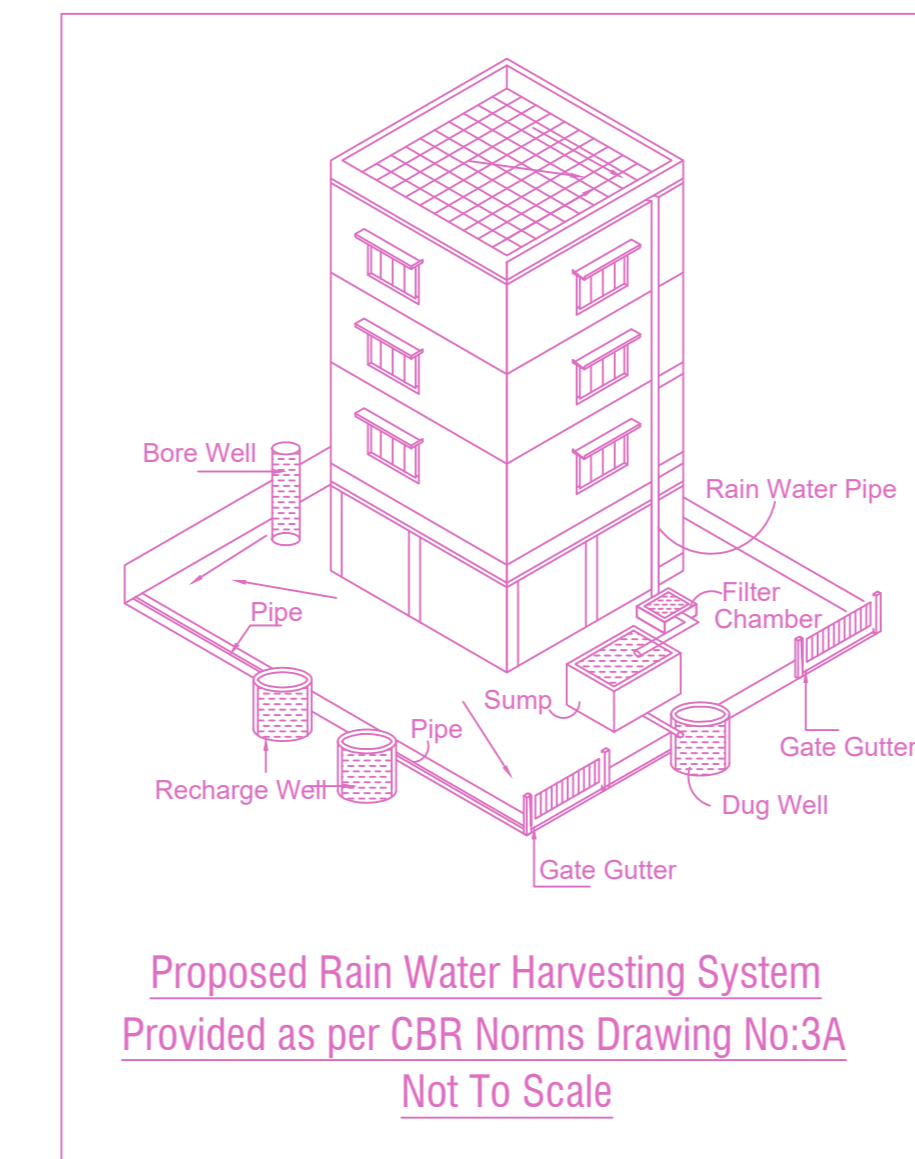 Bore Well
Rain Water Pipe
Filter
Chamber
Pipe
Sump
Pipe
Gate Gutter
Recharge Well
Dug Well
Gate Gutter
Proposed Rain Water Harvesting System
Provided as per CBR Norms Drawing No:3A
Not To Scale